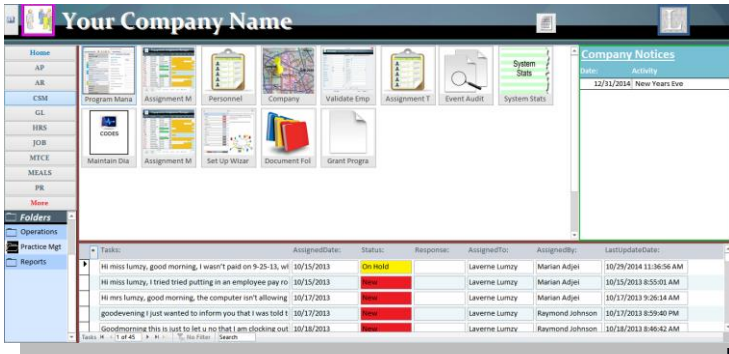 Your Company Name
Home
AP
AR
CSM
GL
HRS
JOB
MTCE
MEALS
PR
More
Folders
Operations
Practice Mgt
Reports
Program Mana
Assignment M
Personnel
Company
Validate Emp
Assignment T
Event Audit
System
Stats
System Stats
CODES
Maintain Dia
Assignment M
Set Up Wizar
Document Fol
Grant Progra
Company Notices
Date: Activity
12/31/2014 New Years Eve
Tasks: AssignedDate: Status: Response: AssignedTo: AssignedBy: LastUpdateDate:
Hi miss lumzy, good morning, I wasn't paid on 9-25-13, wl 10/15/2013 On Hold Laverne Lumzy Marian Adjei 10/29/2014 11:36:56 AM
Hi miss lumzy, I tried tried putting in an employee pay ro 10/15/2013 New Laverne Lumzy Marian Adjei 10/15/2013 8:55:01 AM
Hi mrs lumzy, good morning, the computer isn't allowing 10/17/2013 New Laverne Lumzy Marian Adjei 10/17/2013 9:26:14 AM
goodevening I just wanted to inform you that I was told t 10/17/2013 New Laverne Lumzy Raymond Johnson 10/17/2013 8:59:40 PM
Goodmorning this is just to let u no that I am clocking out 10/18/2013 New Laverne Lumzy Raymond Johnson 10/18/2013 8:46:42 AM
Tasks 1 of 45 No Filter Search